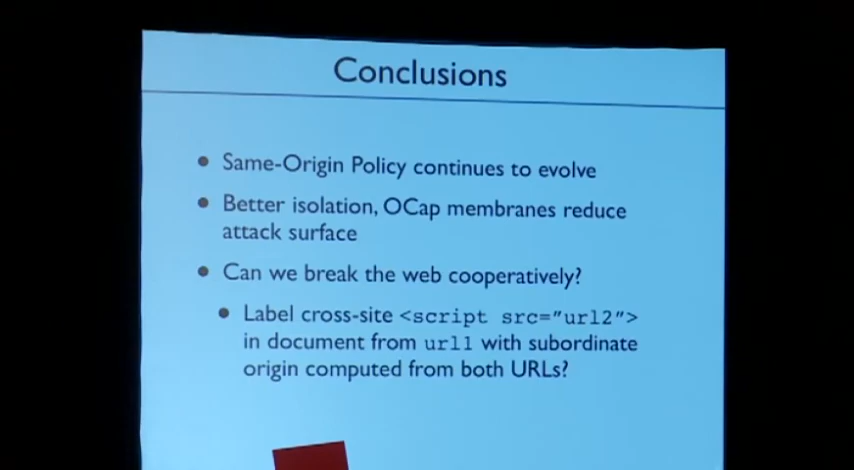 Conclusions
Same-Origin Policy continues to evolve
Better isolation, OCap membranes reduce
attack surface
Can we break the web cooperatively?
Label cross-site <script src="url2">
in document from url1 with subordinate
origin computed from both URLs?